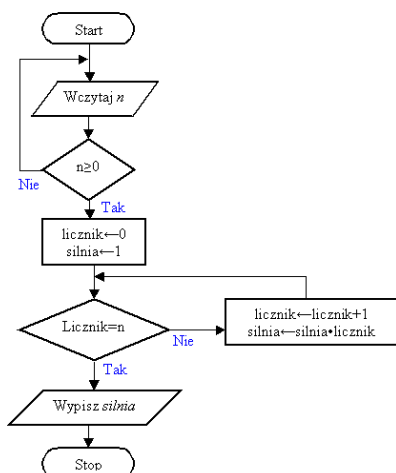 Start
Wczytaj n
n≥0
Nie
Tak
licznik←0
silnia←1
Licznik=n
Nie
licznik←licznik+1
silnia←silnia•licznik
Tak
Wypisz silnia
Stop